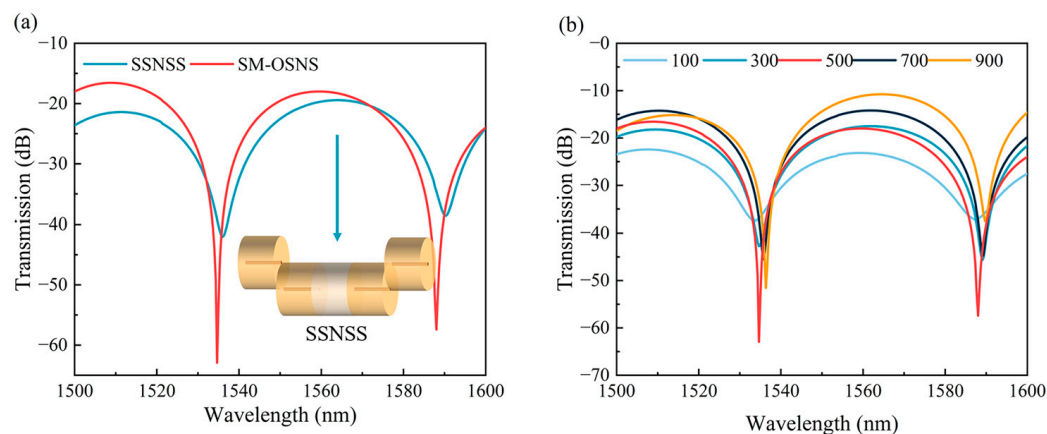 (a)
−10
−20
−30
−40
−50
−60
Transmission (dB)
SSNSS SM-OSNS
SSNSS
1500 1520 1540 1560 1580 1600
Wavelength (nm)
(b)
−0
−10
−20
−30
−40
−50
−60
−70
Transmission (dB)
100 300 500 700 900
1500 1520 1540 1560 1580 1600
Wavelength (nm)